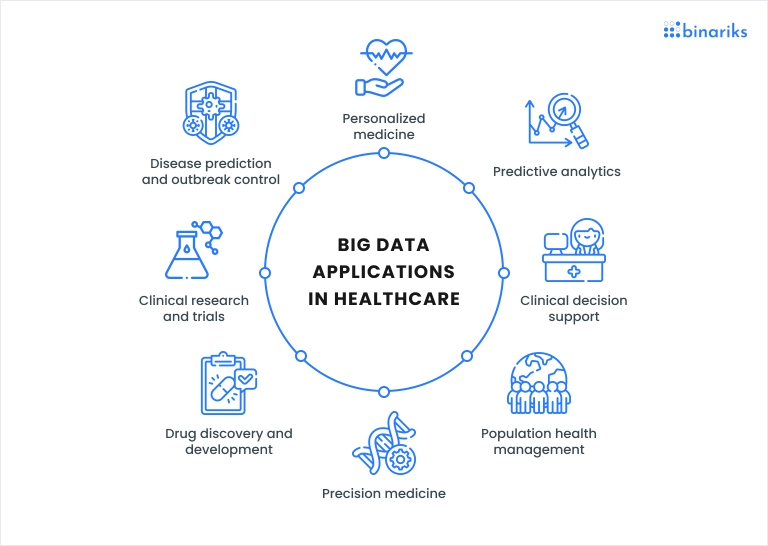 binariks
Personalized
medicine
Disease prediction
and outbreak control
Predictive analytics
BIG DATA
APPLICATIONS
IN HEALTHCARE
Clinical research
and trials
Clinical decision
support
Drug discovery and
development
Population health
management
Precision medicine